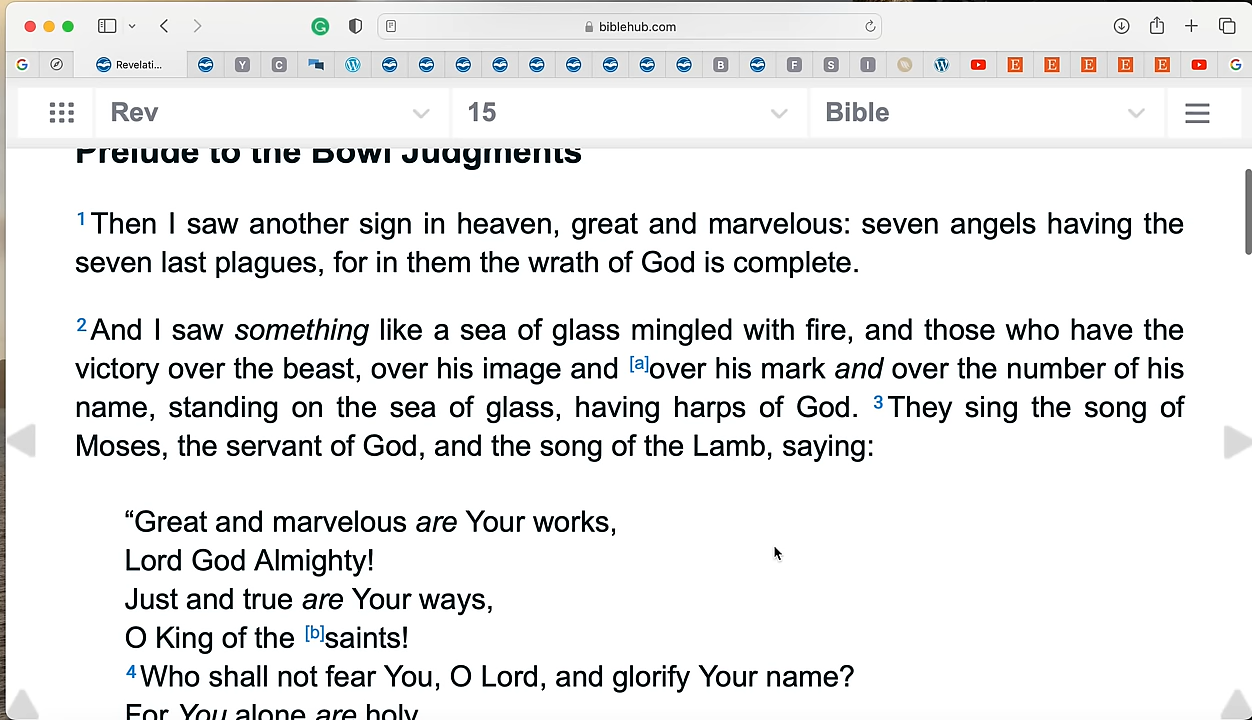 biblehub.com
Revelati...
Rev
15
Bible
Prelude to the Bowl Judgments
1 Then I saw another sign in heaven, great and marvelous: seven angels having the
seven last plagues, for in them the wrath of God is complete.
2 And I saw something like a sea of glass mingled with fire, and those who have the
victory over the beast, over his image and [a]over his mark and over the number of his
name, standing on the sea of glass, having harps of God. 3 They sing the song of
Moses, the servant of God, and the song of the Lamb, saying:
“Great and marvelous are Your works,
Lord God Almighty!
Just and true are Your ways,
O King of the [b]saints!
4 Who shall not fear You, O Lord, and glorify Your name?
For You alone are holy